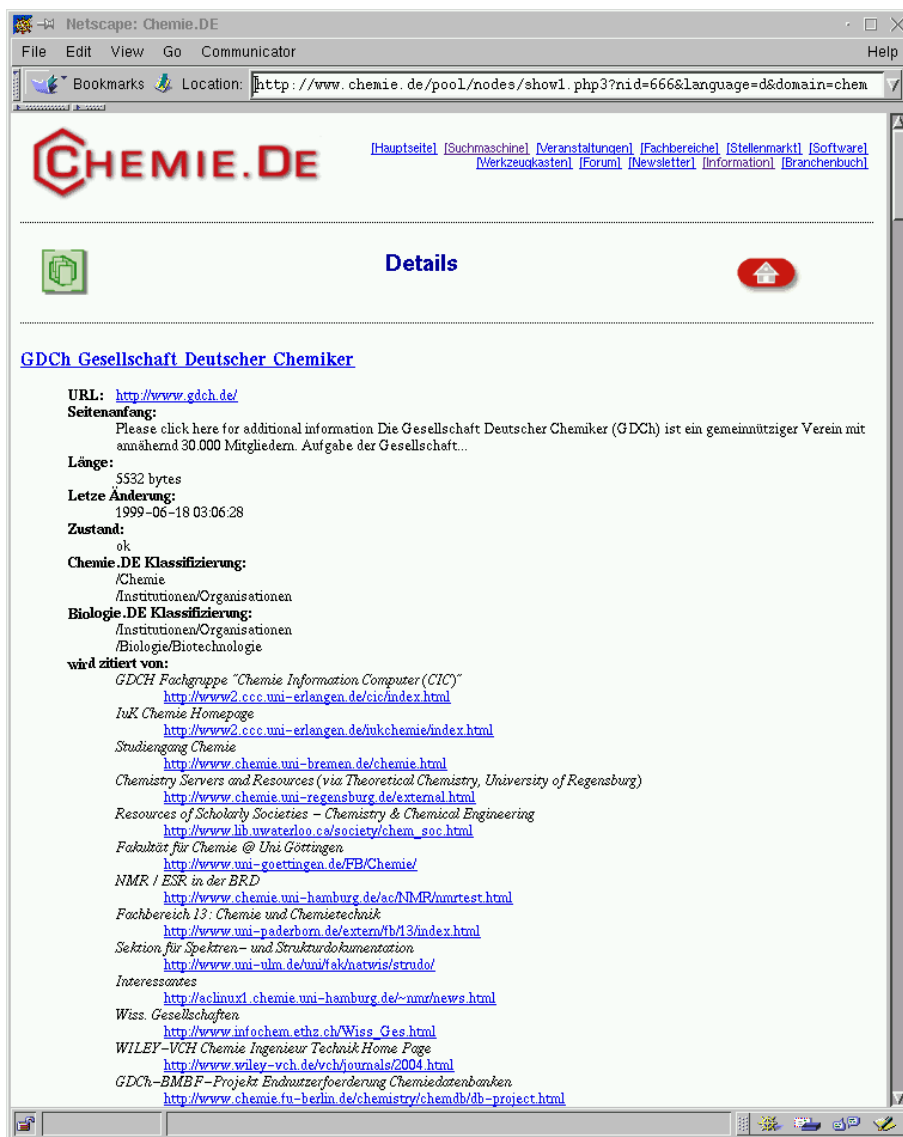 Netscape: Chemie.DE
File Edit View Go Communicator Help
Bookmarks Location: http://www.chemie.de/pool/nodes/show1.php3?nid=666&language=d&domain=chem
CHEMIE.DE
[Hauptseite] [Suchmaschine] [Veranstaltungen] [Fachbereiche] [Stellenmarkt] [Software]
[Werkzeugkasten] [Forum] [Newsletter] [Information] [Branchenbuch]
Details
GDCh Gesellschaft Deutscher Chemiker
URL: http://www.gdch.de/
Seitenanfang:
Please click here for additional information Die Gesellschaft Deutscher Chemiker (GDCh) ist ein gemeinnütziger Verein mit
annähernd 30.000 Mitgliedern. Aufgabe der Gesellschaft...
Länge:
5532 bytes
Letze Änderung:
1999-06-18 03:06:28
Zustand:
ok
Chemie.DE Klassifizierung:
/Chemie
/Institutionen/Organisationen
Biologie.DE Klassifizierung:
/Institutionen/Organisationen
/Biologie/Biotechnologie
wird zitiert von:
GDCH Fachgruppe "Chemie Information Computer (CIC)"
http://www2.ccc.uni-erlangen.de/cic/index.html
IuK Chemie Homepage
http://www2.ccc.uni-erlangen.de/iukchemie/index.html
Studiengang Chemie
http://www.chemie.uni-bremen.de/chemie.html
Chemistry Servers and Resources (via Theoretical Chemistry, University of Regensburg)
http://www.chemie.uni-regensburg.de/external.html
Resources of Scholarly Societies - Chemistry & Chemical Engineering
http://www.lib.uwaterloo.ca/society/chem_soc.html
Fakultät für Chemie @ Uni Göttingen
http://www.uni-goettingen.de/FB/Chemie/
NMR / ESR in der BRD
http://www.chemie.uni-hamburg.de/ac/NMR/nmrtest.html
Fachbereich 13: Chemie und Chemietechnik
http://www.uni-paderborn.de/extern/fb/13/index.html
Sektion für Spektren- und Strukturdokumentation
http://www.uni-ulm.de/uni/fak/natwis/strudo/
Interessantes
http://aclinux1.chemie.uni-hamburg.de/~nmr/news.html
Wiss. Gesellschaften
http://www.infochem.ethz.ch/Wiss_Ges.html
WILEY-VCH Chemie Ingenieur Technik Home Page
http://www.wiley-vch.de/vch/journals/2004.html
GDCh-BMBF-Projekt Endnutzerfoerderung Chemiedatenbanken
http://www.chemie.fu-berlin.de/chemistry/chemdb/db-project.html